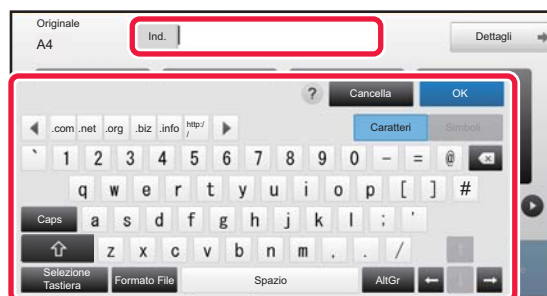 Originale
A4
Ind.
Dettagli
? Cancella OK
.com .net .org .biz .info http:/
/
Caratteri Simboli
` 1 2 3 4 5 6 7 8 9 0 - = @
q w e r t y u i o p [ ] #
Caps a s d f g h j k l ; '
z x c v b n m , . /
Selezione
Tastiera
Formato File Spazio AltGr